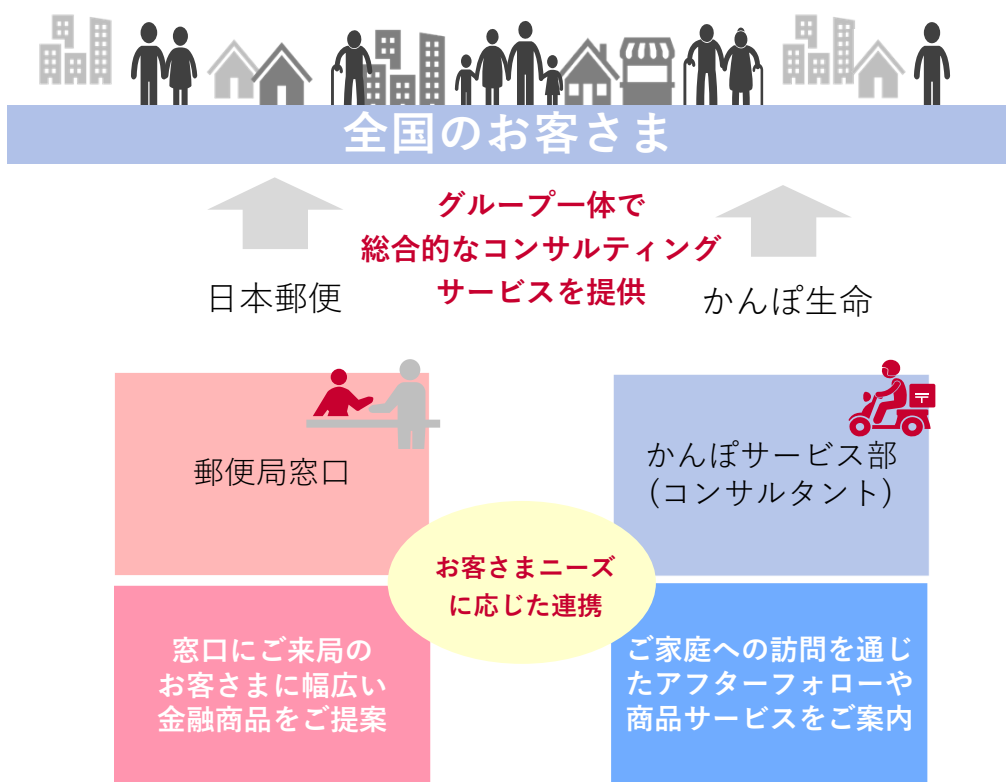 全国のお客さま
グループ一体で
総合的なコンサルティング
サービスを提供
日本郵便
かんぽ生命
郵便局窓口
かんぽサービス部
(コンサルタント)
〒
お客さまニーズ
に応じた連携
窓口にご来局の
お客さまに幅広い
金融商品をご提案
ご家庭への訪問を通じ
たアフターフォローや
商品サービスをご案内